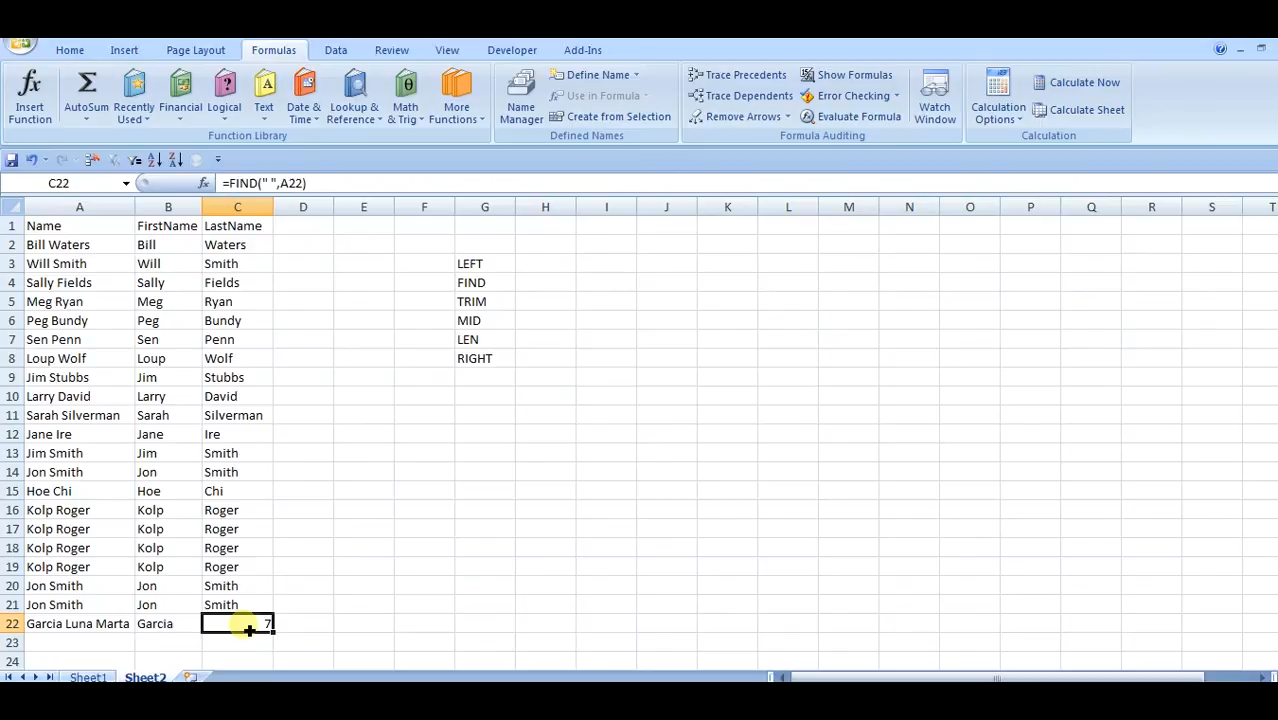 Home Insert Page Layout Formulas Data Review View Developer Add-Ins
Insert Function
AutoSum
Recently Used
Financial
Logical
Text
Date & Time
Lookup & Reference
Math & Trig
More Functions
Function Library
Name Manager
Define Name
Use in Formula
Create from Selection
Defined Names
Trace Precedents
Trace Dependents
Remove Arrows
Show Formulas
Error Checking
Evaluate Formula
Formula Auditing
Watch Window
Calculation Options
Calculate Now
Calculate Sheet
Calculation
C22 fx =FIND(" ",A22)
A B C D E F G H I J K L M N O P Q R S T
1 Name FirstName LastName
2 Bill Waters Bill Waters
3 Will Smith Will Smith LEFT
4 Sally Fields Sally Fields FIND
5 Meg Ryan Meg Ryan TRIM
6 Peg Bundy Peg Bundy MID
7 Sen Penn Sen Penn LEN
8 Loup Wolf Loup Wolf RIGHT
9 Jim Stubbs Jim Stubbs
10 Larry David Larry David
11 Sarah Silverman Sarah Silverman
12 Jane Ire Jane Ire
13 Jim Smith Jim Smith
14 Jon Smith Jon Smith
15 Hoe Chi Hoe Chi
16 Kolp Roger Kolp Roger
17 Kolp Roger Kolp Roger
18 Kolp Roger Kolp Roger
19 Kolp Roger Kolp Roger
20 Jon Smith Jon Smith
21 Jon Smith Jon Smith
22 Garcia Luna Marta Garcia 7
23
24
Sheet1 Sheet2